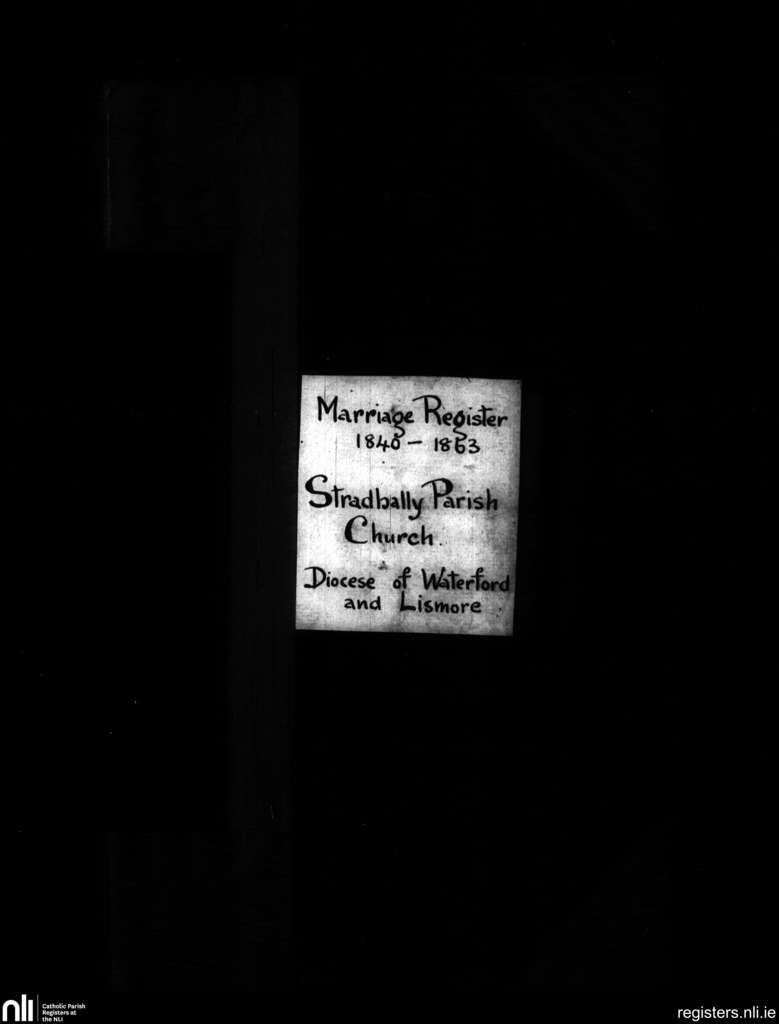 Marriage Register
1840 - 1863
Stradbally Parish
Church.
Diocese of Waterford
and Lismore
nli
Catholic Parish
Registers at
the NLI
registers.nli.ie